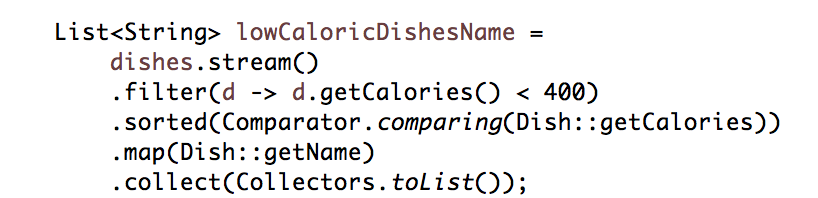 List<String> lowCaloricDishesName =
dishes.stream()
.filter(d -> d.getCalories() < 400)
.sorted(Comparator.comparing(Dish::getCalories))
.map(Dish::getName)
.collect(Collectors.toList());